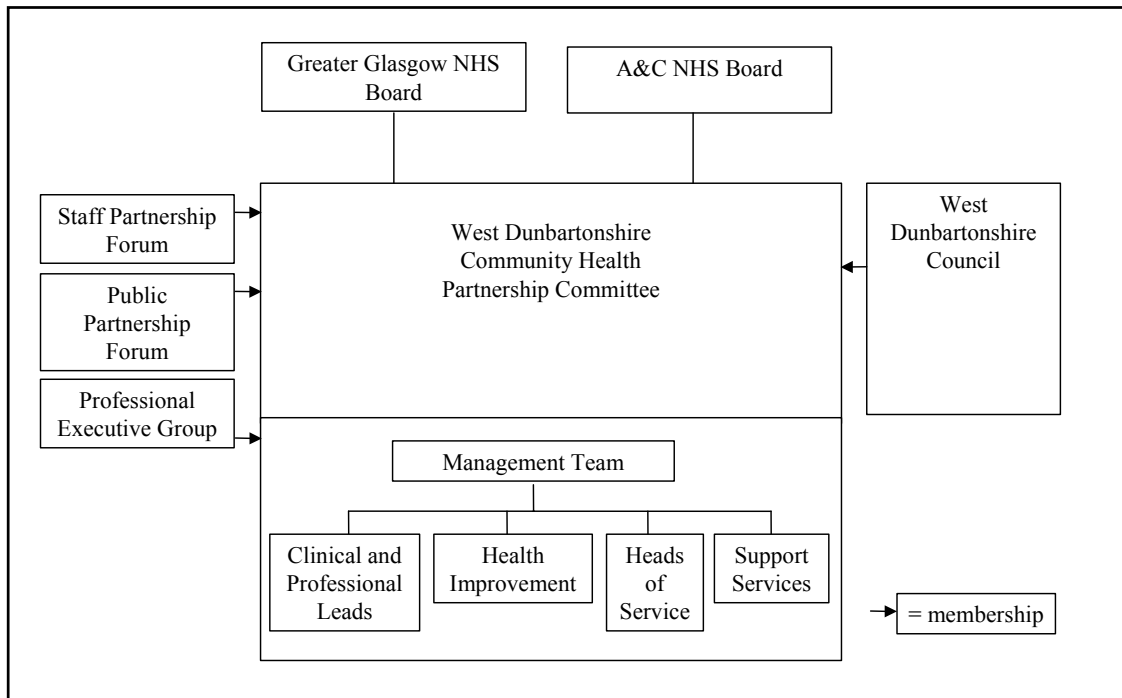 Greater Glasgow NHS
Board
A&C NHS Board
Staff Partnership
Forum
Public
Partnership
Forum
Professional
Executive Group
West Dunbartonshire
Community Health
Partnership Committee
West
Dunbartonshire
Council
Management Team
Clinical and
Professional
Leads
Health
Improvement
Heads
of
Service
Support
Services
= membership